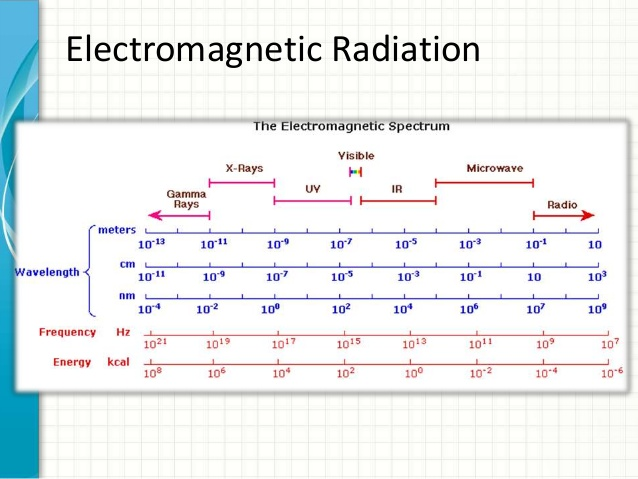 Electromagnetic Radiation
The Electromagnetic Spectrum
Visible
X-Rays
Microwave
UV
IR
Gamma
Rays
Radio
meters
10⁻¹³ 10⁻¹¹ 10⁻⁹ 10⁻⁷ 10⁻⁵ 10⁻³ 10⁻¹ 10
Wavelength
cm
10⁻¹¹ 10⁻⁹ 10⁻⁷ 10⁻⁵ 10⁻³ 10⁻¹ 10 10³
nm
10⁻⁴ 10⁻² 10⁰ 10² 10⁴ 10⁶ 10⁷ 10⁹
Frequency Hz
10²¹ 10¹⁹ 10¹⁷ 10¹⁵ 10¹³ 10¹¹ 10⁹ 10⁷
Energy kcal
10⁸ 10⁶ 10⁴ 10² 10⁰ 10⁻² 10⁻⁴ 10⁻⁶